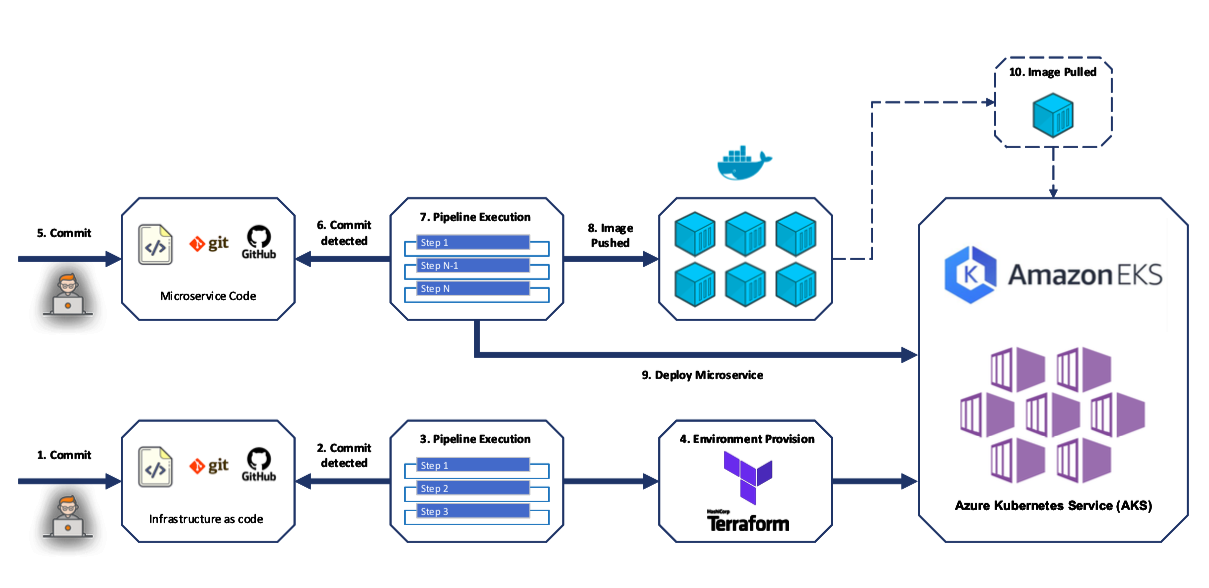 10. Image Pulled
5. Commit
git
GitHub
Microservice Code
6. Commit
detected
7. Pipeline Execution
Step 1
Step N-1
Step N
8. Image
Pushed
Amazon EKS
9. Deploy Microservice
1. Commit
git
GitHub
Infrastructure as code
2. Commit
detected
3. Pipeline Execution
Step 1
Step 2
Step 3
4. Environment Provision
HashiCorp
Terraform
Azure Kubernetes Service (AKS)